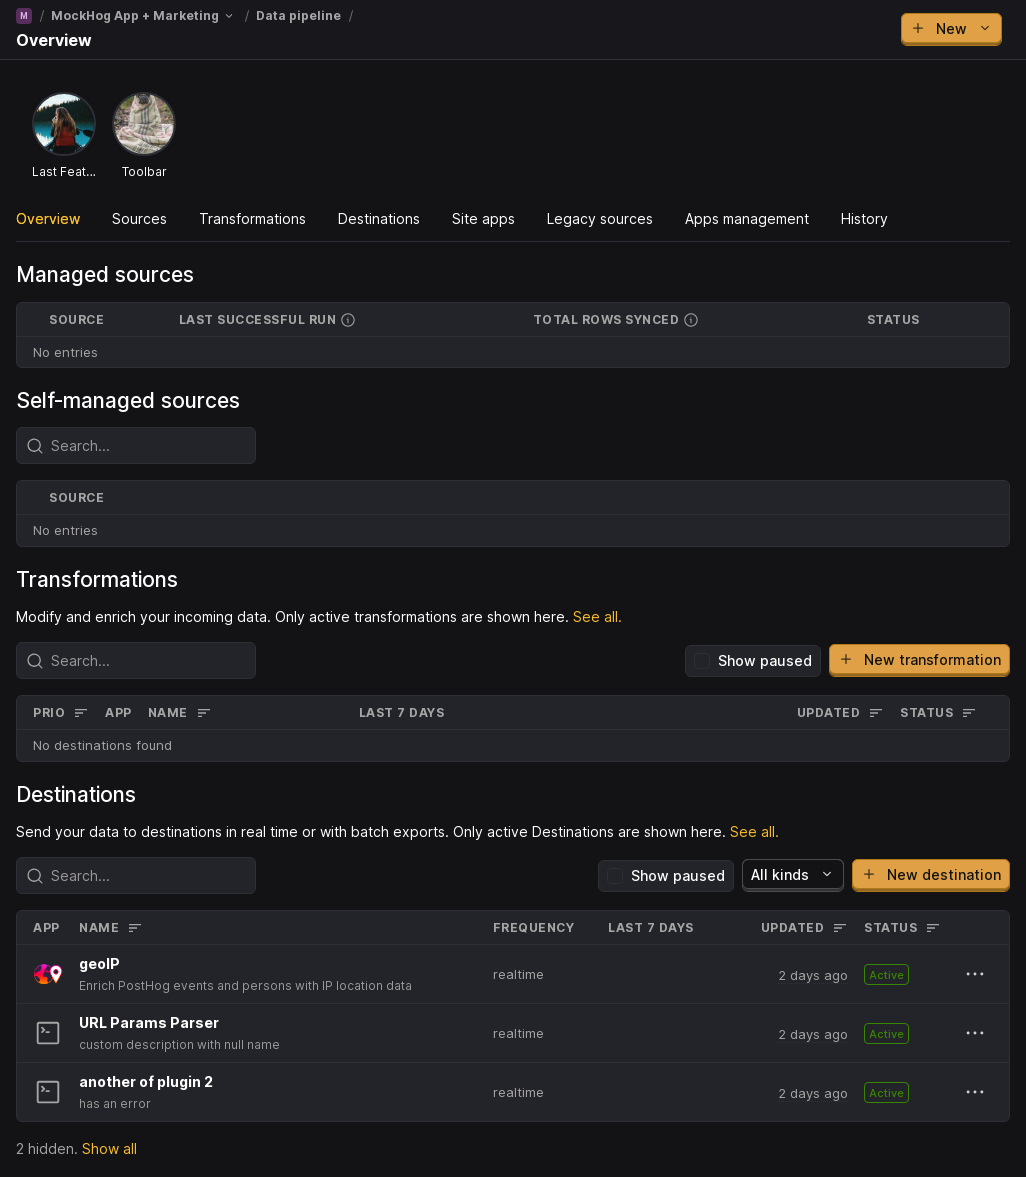 M / MockHog App + Marketing / Data pipeline /
Overview
New
Last Feat...
Toolbar
Overview Sources Transformations Destinations Site apps Legacy sources Apps management History
Managed sources
SOURCE LAST SUCCESSFUL RUN TOTAL ROWS SYNCED STATUS
No entries
Self-managed sources
Search...
SOURCE
No entries
Transformations
Modify and enrich your incoming data. Only active transformations are shown here. See all.
Search... Show paused New transformation
PRIO APP NAME LAST 7 DAYS UPDATED STATUS
No destinations found
Destinations
Send your data to destinations in real time or with batch exports. Only active Destinations are shown here. See all.
Search... Show paused All kinds New destination
APP NAME FREQUENCY LAST 7 DAYS UPDATED STATUS
geoIP
Enrich PostHog events and persons with IP location data
realtime 2 days ago Active
URL Params Parser
custom description with null name
realtime 2 days ago Active
another of plugin 2
has an error
realtime 2 days ago Active
2 hidden. Show all